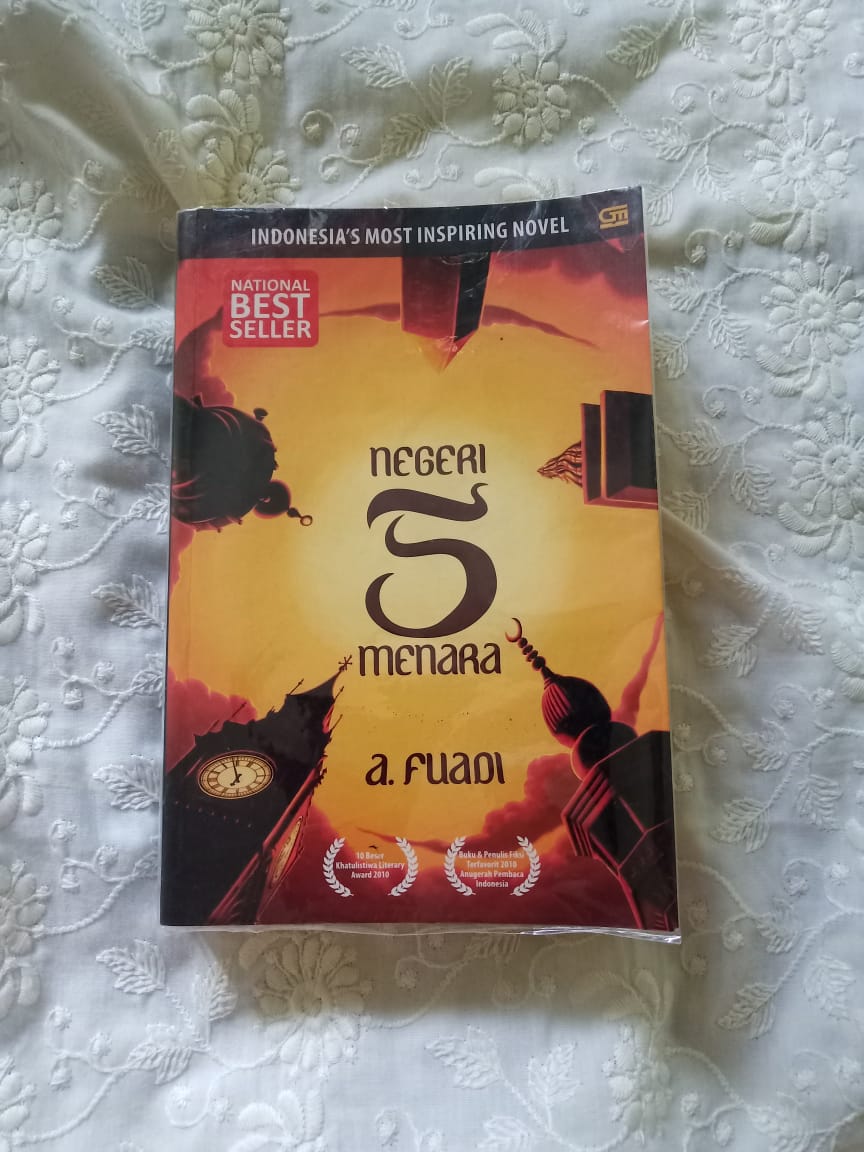 INDONESIA'S MOST INSPIRING NOVEL
GM
NATIONAL
BEST
SELLER
NEGERI
5
MENARA
A. FUADI
10 Besar
Khatulistiwa Literary
Award 2010
Buku & Penulis Fiksi
Terfavorit 2010
Anugerah Pembaca
Indonesia